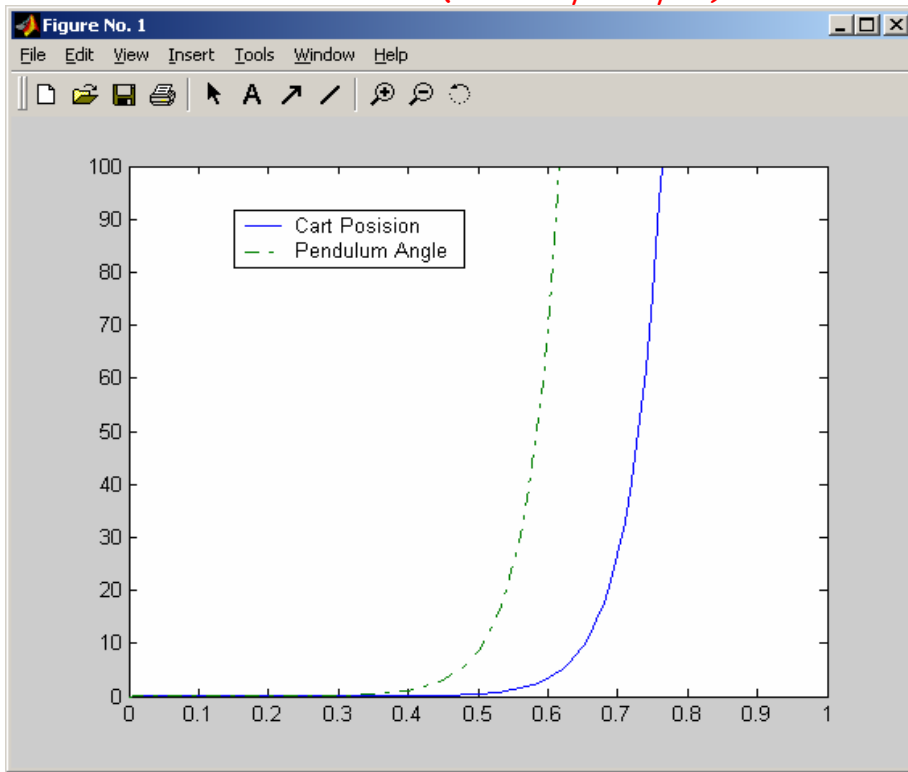 Figure No. 1
File Edit View Insert Tools Window Help
A
100
90
80
70
60
50
40
30
20
10
0
Cart Posision
Pendulum Angle
0 0.1 0.2 0.3 0.4 0.5 0.6 0.7 0.8 0.9 1